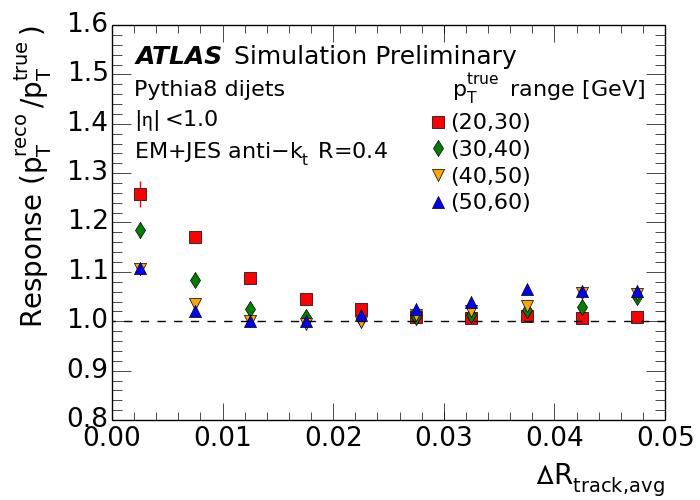 ATLAS Simulation Preliminary
Pythia8 dijets
|η| <1.0
EM+JES anti−k_t R=0.4
p_T^true range [GeV]
(20,30)
(30,40)
(40,50)
(50,60)
Response (p_T^reco /p_T^true )
1.6
1.5
1.4
1.3
1.2
1.1
1.0
0.9
0.8
0.00 0.01 0.02 0.03 0.04 0.05
ΔR_track,avg